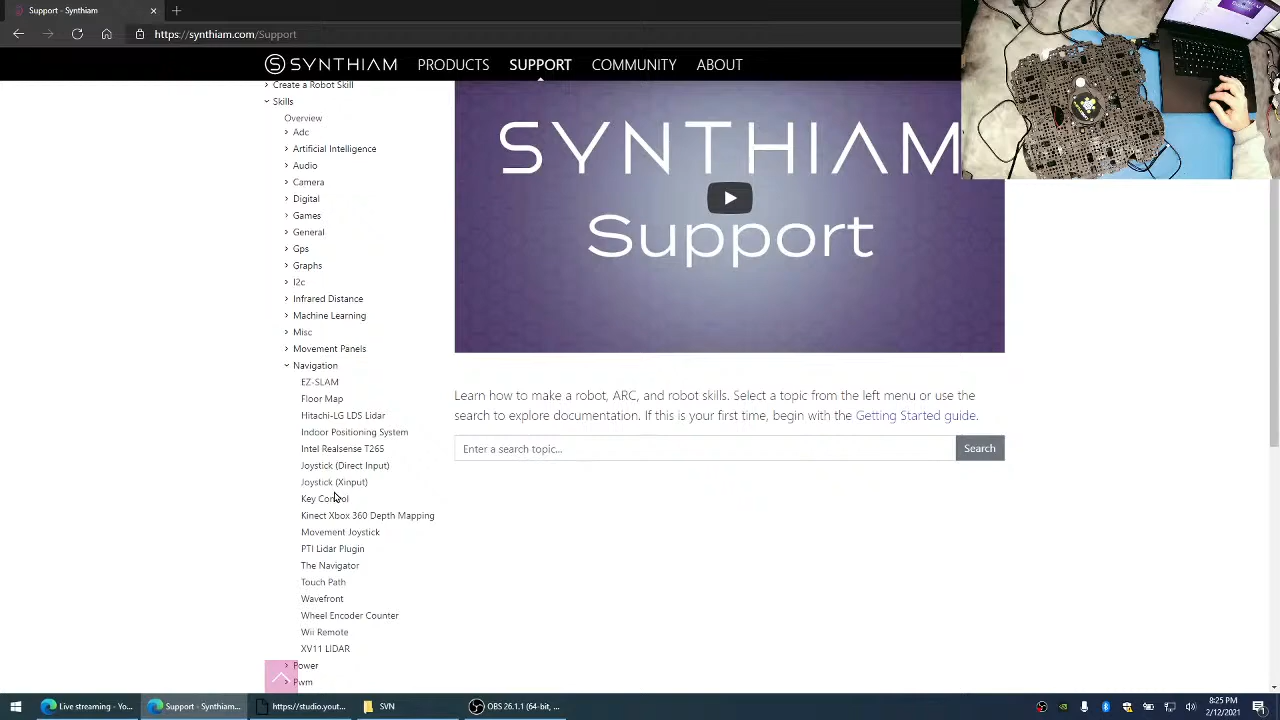 Support - Synthiam
https://synthiam.com/Support
SYNTHIAM
PRODUCTS
SUPPORT
COMMUNITY
ABOUT
Create a Robot Skill
Skills
Overview
Adc
Artificial Intelligence
Audio
Camera
Digital
Games
General
Gps
Graphs
I2c
Infrared Distance
Machine Learning
Misc
Movement Panels
Navigation
EZ-SLAM
Floor Map
Hitachi-LG LDS Lidar
Indoor Positioning System
Intel Realsense T265
Joystick (Direct Input)
Joystick (Xinput)
Key Control
Kinect Xbox 360 Depth Mapping
Movement Joystick
PTI Lidar Plugin
The Navigator
Touch Path
Wavefront
Wheel Encoder Counter
Wii Remote
XV11 LIDAR
Power
Pwm
SYNTHIAM
Support
Learn how to make a robot, ARC, and robot skills. Select a topic from the left menu or use the
search to explore documentation. If this is your first time, begin with the Getting Started guide.
Enter a search topic...
Search
Live streaming - Yo...
Support - Synthiam...
https://studio.yout...
SVN
OBS 26.1.1 (64-bit, ...
8:25 PM
2/12/2021